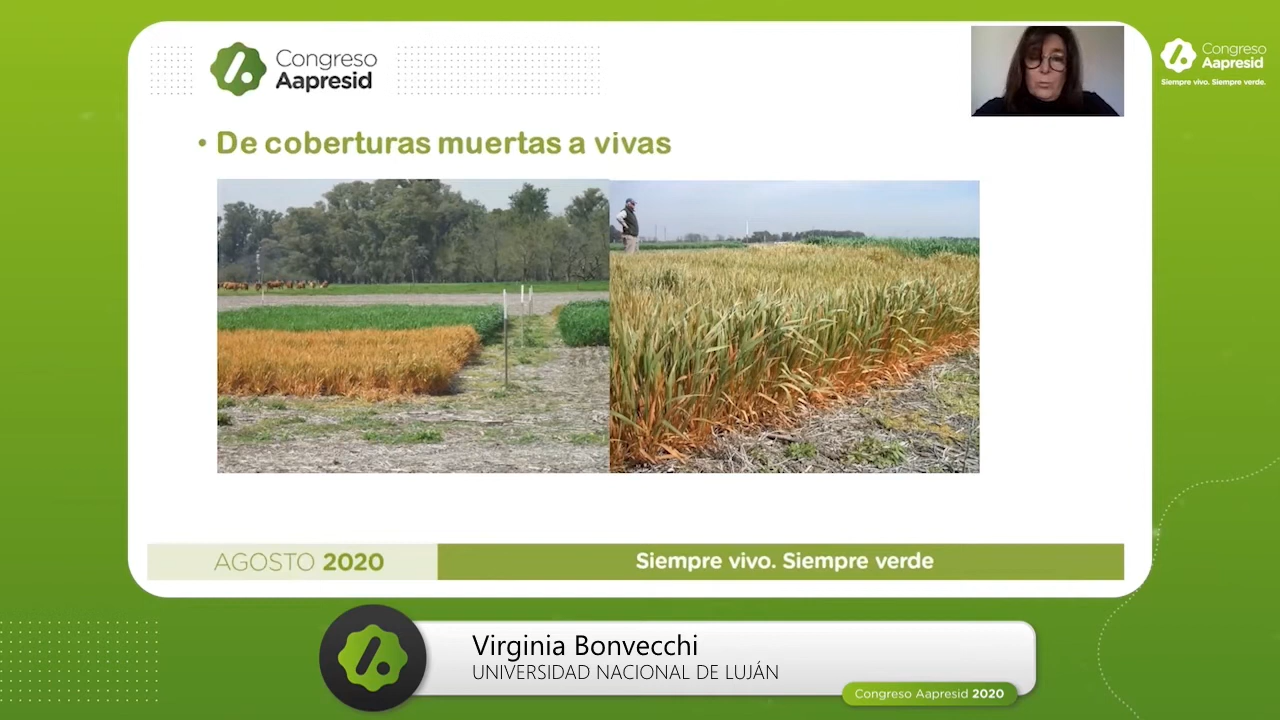 Congreso
Aapresid
Congreso
Aapresid
Siempre vivo. Siempre verde.
• De coberturas muertas a vivas
AGOSTO 2020
Siempre vivo. Siempre verde
Virginia Bonvecchi
UNIVERSIDAD NACIONAL DE LUJÁN
Congreso Aapresid 2020